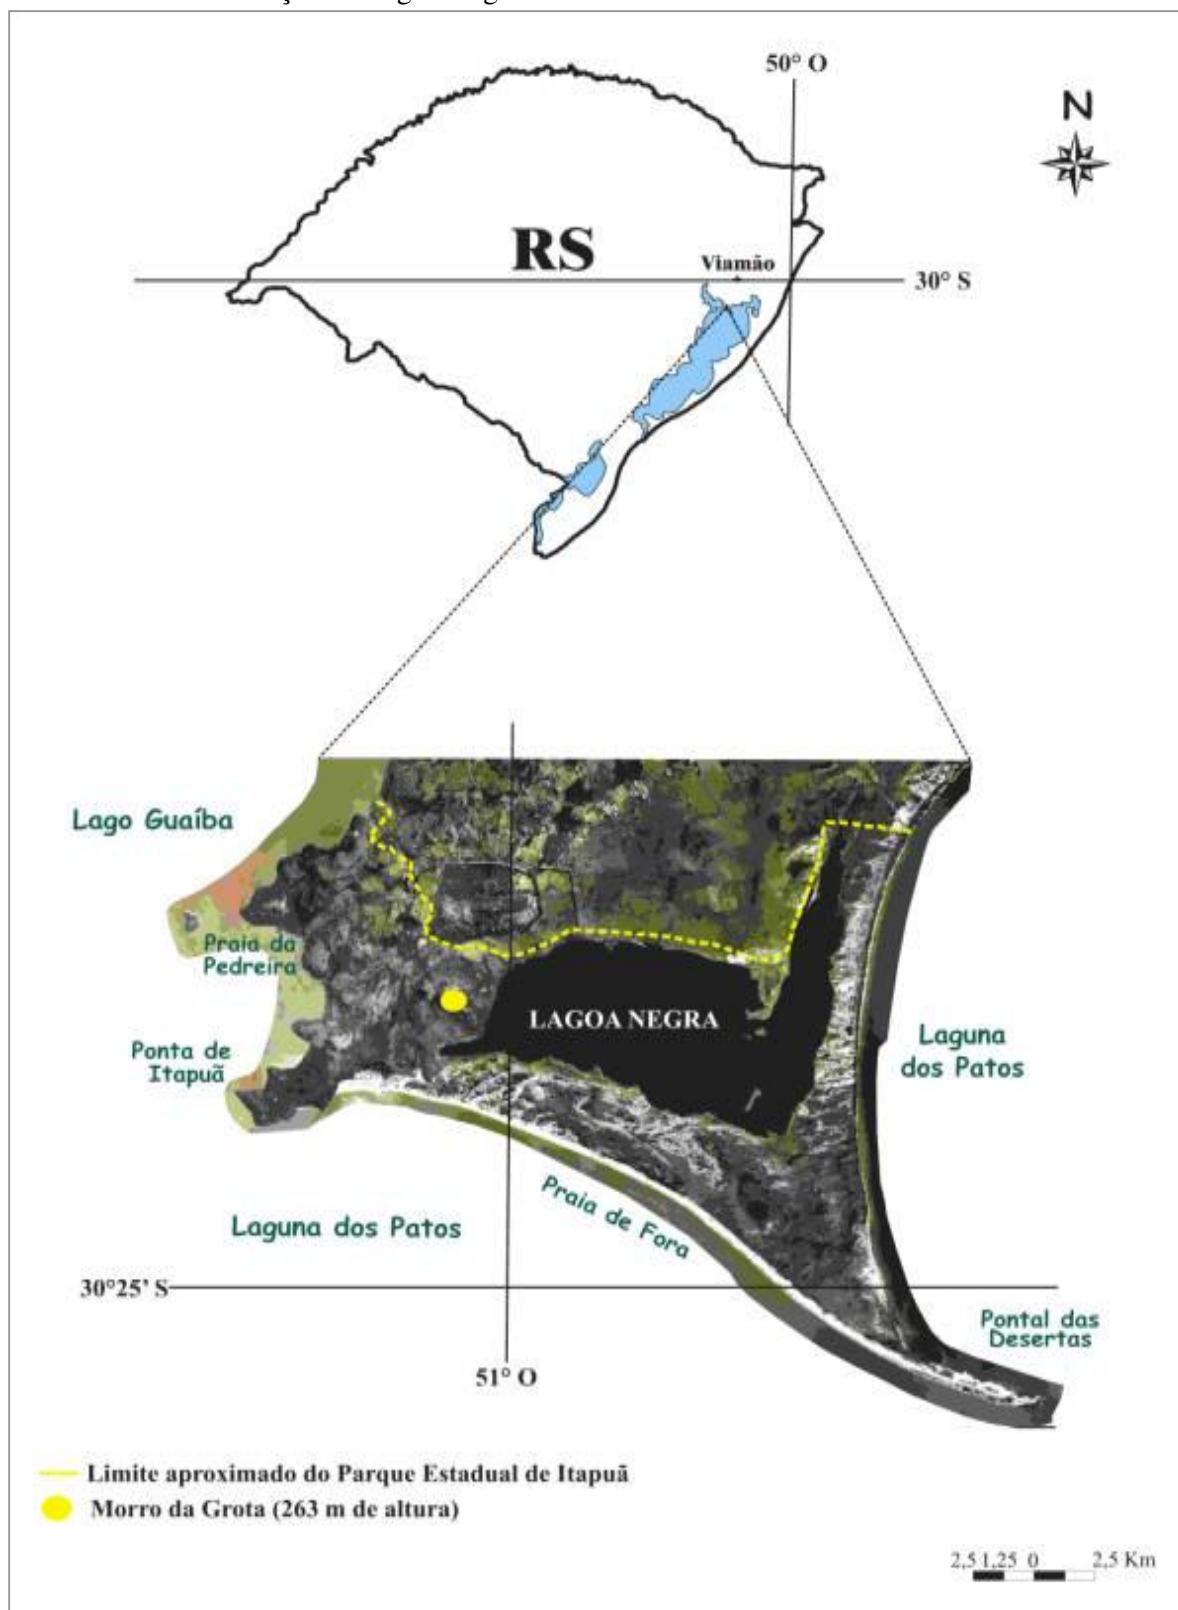 50° O
N
RS
Viamão
30° S
Lago Guaíba
Praia da
Pedreira
LAGOA NEGRA
Ponta de
Itapuã
Laguna
dos Patos
Praia de Fora
Laguna dos Patos
30°25' S
Pontal das
Desertas
51° O
Limite aproximado do Parque Estadual de Itapuã
Morro da Grota (263 m de altura)
2,5 1,25 0 2,5 Km